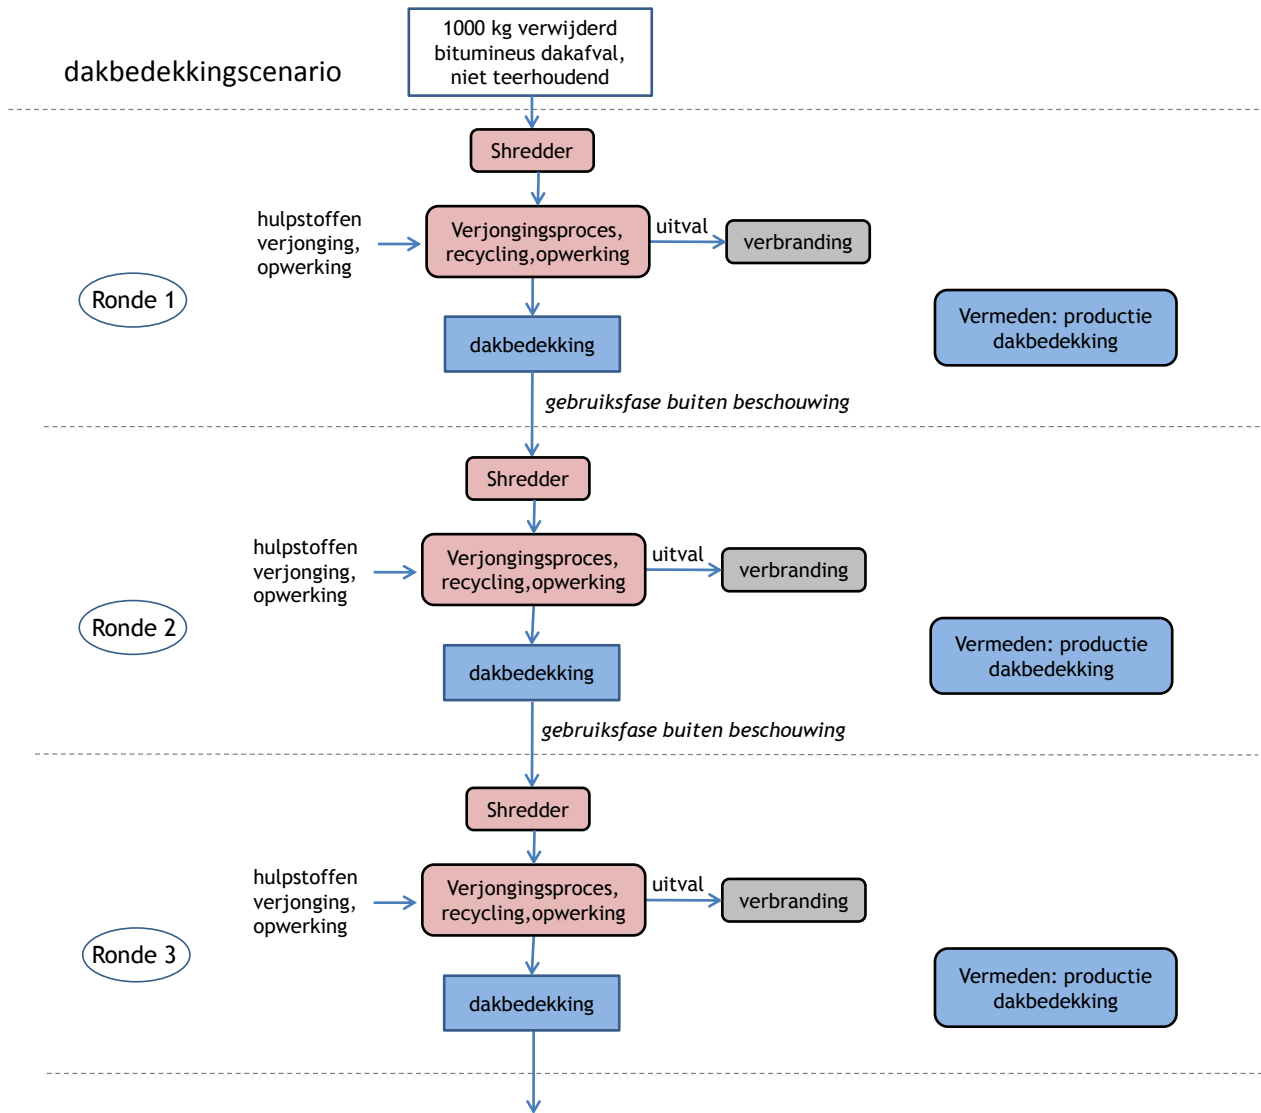 dakbedekkingscenario
1000 kg verwijderd
bitumineus dakafval,
niet teerhoudend
Shredder
hulpstoffen
verjonging,
opwerking
Verjongingsproces,
recycling,opwerking
uitval
verbranding
Ronde 1
Vermeden: productie
dakbedekking
dakbedekking
gebruiksfase buiten beschouwing
Shredder
hulpstoffen
verjonging,
opwerking
Verjongingsproces,
recycling,opwerking
uitval
verbranding
Ronde 2
Vermeden: productie
dakbedekking
dakbedekking
gebruiksfase buiten beschouwing
Shredder
hulpstoffen
verjonging,
opwerking
Verjongingsproces,
recycling,opwerking
uitval
verbranding
Ronde 3
Vermeden: productie
dakbedekking
dakbedekking